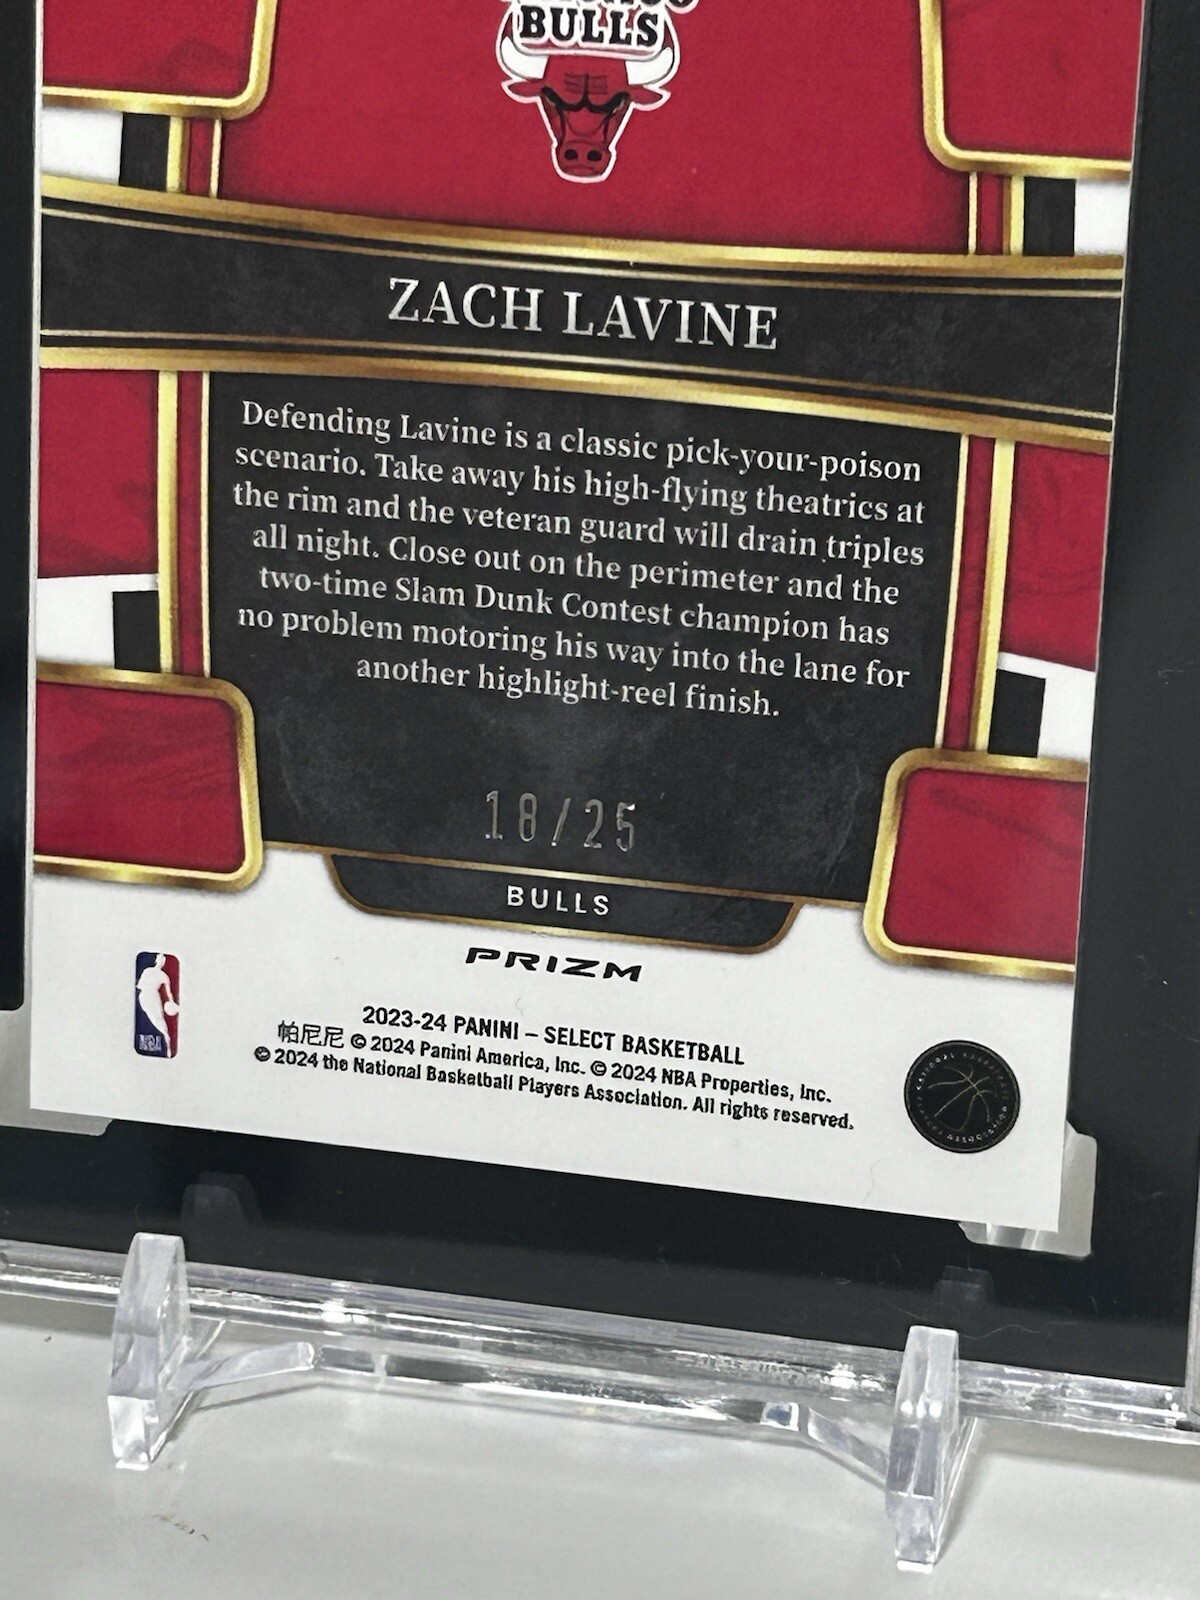 BULLS
ZACH LAVINE
Defending Lavine is a classic pick-your-poison
scenario. Take away his high-flying theatrics at
the rim and the veteran guard will drain triples
all night. Close out on the perimeter and the
two-time Slam Dunk Contest champion has
no problem motoring his way into the lane for
another highlight-reel finish.
18/25
BULLS
PRIZM
NBA
2023-24 PANINI – SELECT BASKETBALL
帕尼尼 © 2024 Panini America, Inc. © 2024 NBA Properties, Inc.
© 2024 the National Basketball Players Association. All rights reserved.